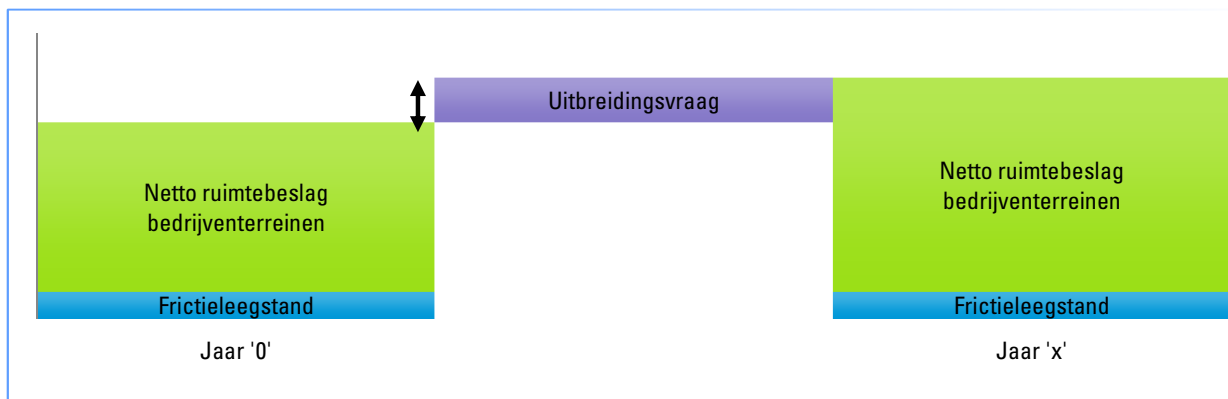 Uitbreidingsvraag
Netto ruimtebeslag
bedrijventerreinen
Netto ruimtebeslag
bedrijventerreinen
Frictieleegstand
Frictieleegstand
Jaar '0'
Jaar 'x'